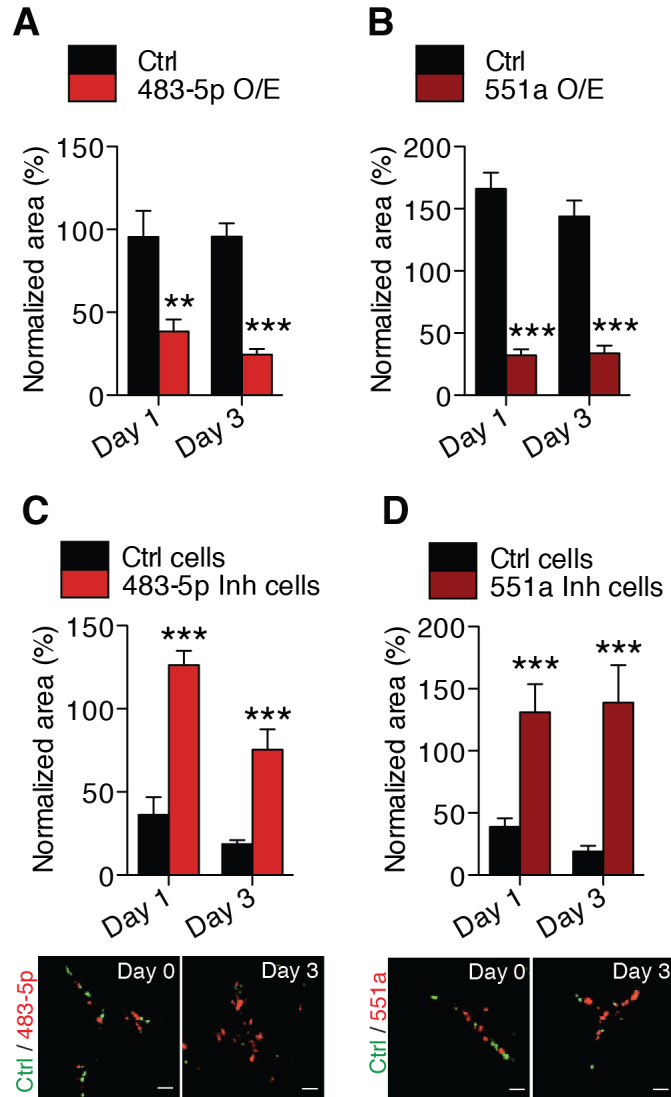 A
Ctrl
483-5p O/E
Normalized area (%)
150
100
50
0
**
***
Day 1
Day 3
B
Ctrl
551a O/E
Normalized area (%)
200
150
100
50
0
***
***
Day 1
Day 3
C
Ctrl cells
483-5p Inh cells
Normalized area (%)
150
100
50
0
***
***
Day 1
Day 3
Ctrl / 483-5p
Day 0
Day 3
D
Ctrl cells
551a Inh cells
Normalized area (%)
200
150
100
50
0
***
***
Day 1
Day 3
Ctrl / 551a
Day 0
Day 3